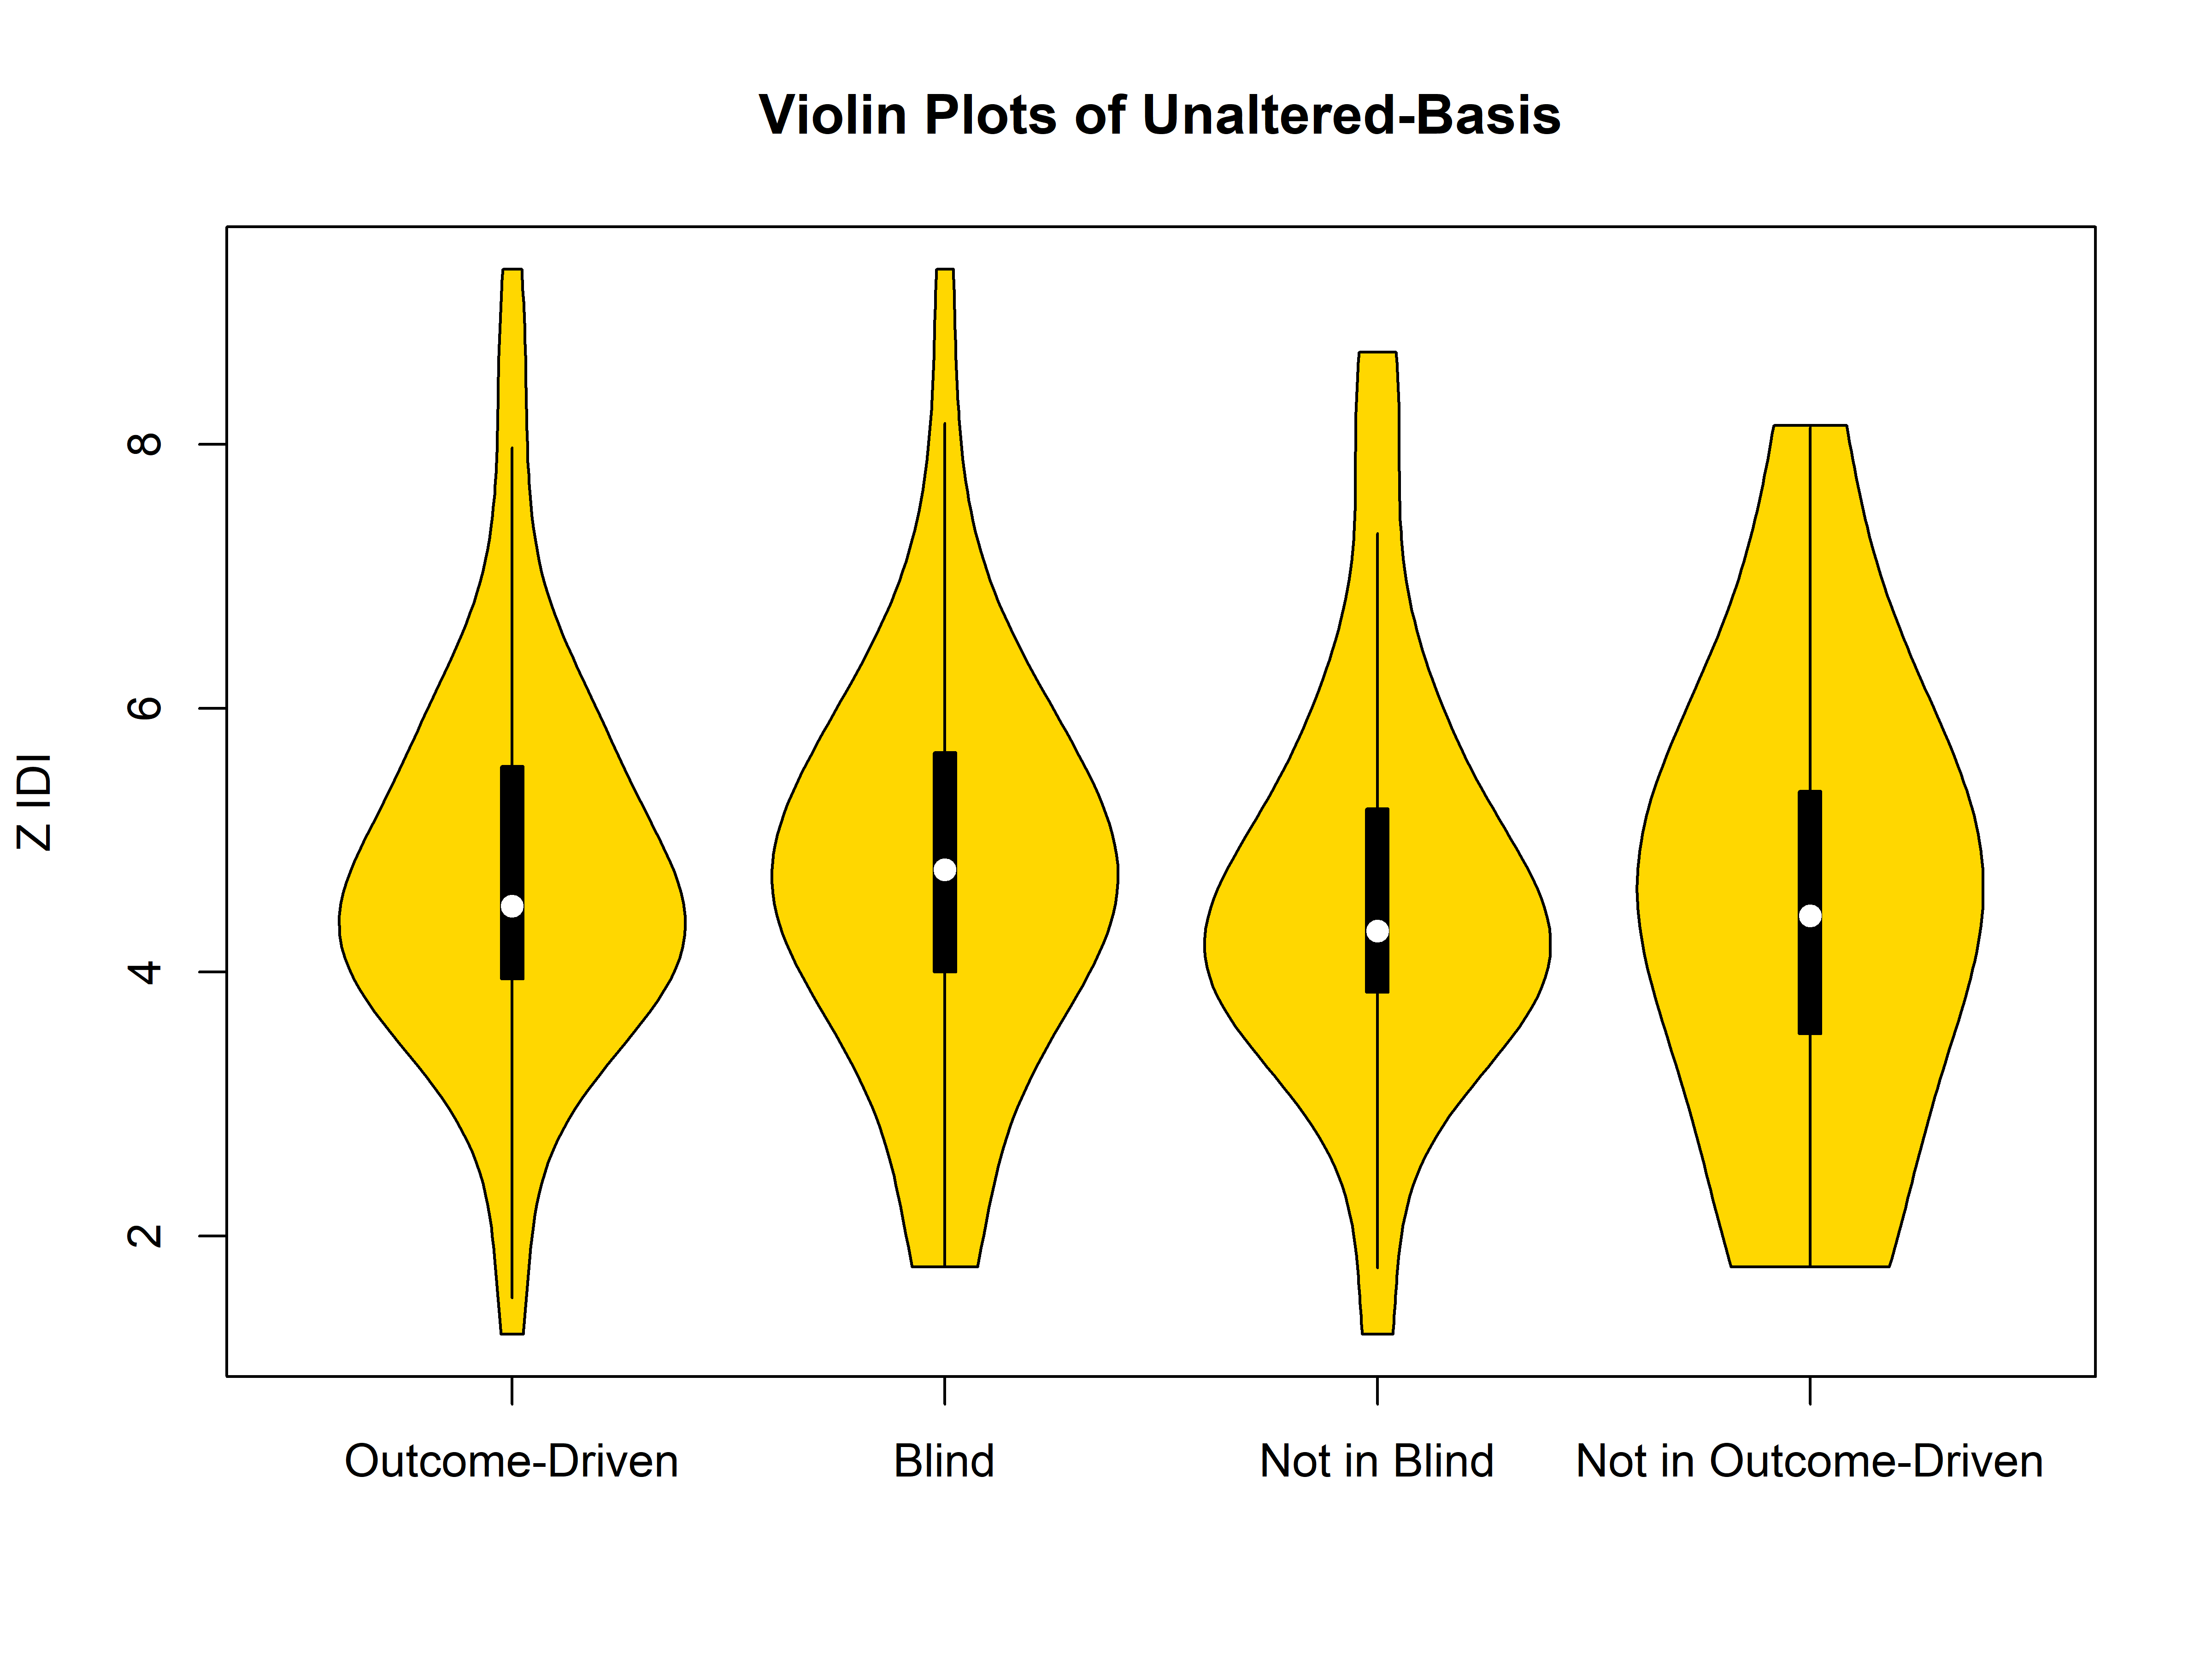 Violin Plots of Unaltered-Basis
Z IDI
8
6
4
2
Outcome-Driven
Blind
Not in Blind
Not in Outcome-Driven